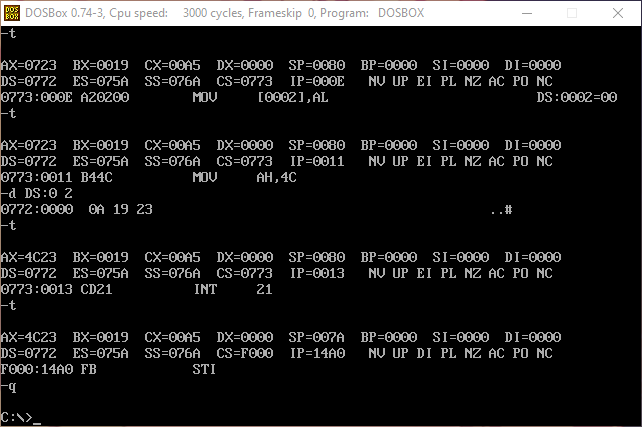 DOSBox 0.74-3, Cpu speed:    3000 cycles, Frameskip  0, Program:   DOSBOX
-t
AX=0723  BX=0019  CX=00A5  DX=0000  SP=0080  BP=0000  SI=0000  DI=0000
DS=0772  ES=075A  SS=076A  CS=0773  IP=000E   NV UP EI PL NZ AC PO NC
0773:000E A20200        MOV     [0002],AL                          DS:0002=00
-t
AX=0723  BX=0019  CX=00A5  DX=0000  SP=0080  BP=0000  SI=0000  DI=0000
DS=0772  ES=075A  SS=076A  CS=0773  IP=0011   NV UP EI PL NZ AC PO NC
0773:0011 B44C          MOV     AH,4C
-d DS:0 2
0772:0000  0A 19 23                                          ..#
-t
AX=4C23  BX=0019  CX=00A5  DX=0000  SP=0080  BP=0000  SI=0000  DI=0000
DS=0772  ES=075A  SS=076A  CS=0773  IP=0013   NV UP EI PL NZ AC PO NC
0773:0013 CD21          INT     21
-t
AX=4C23  BX=0019  CX=00A5  DX=0000  SP=007A  BP=0000  SI=0000  DI=0000
DS=0772  ES=075A  SS=076A  CS=F000  IP=14A0   NV UP DI PL NZ AC PO NC
F000:14A0 FB            STI
-q
C:\>_